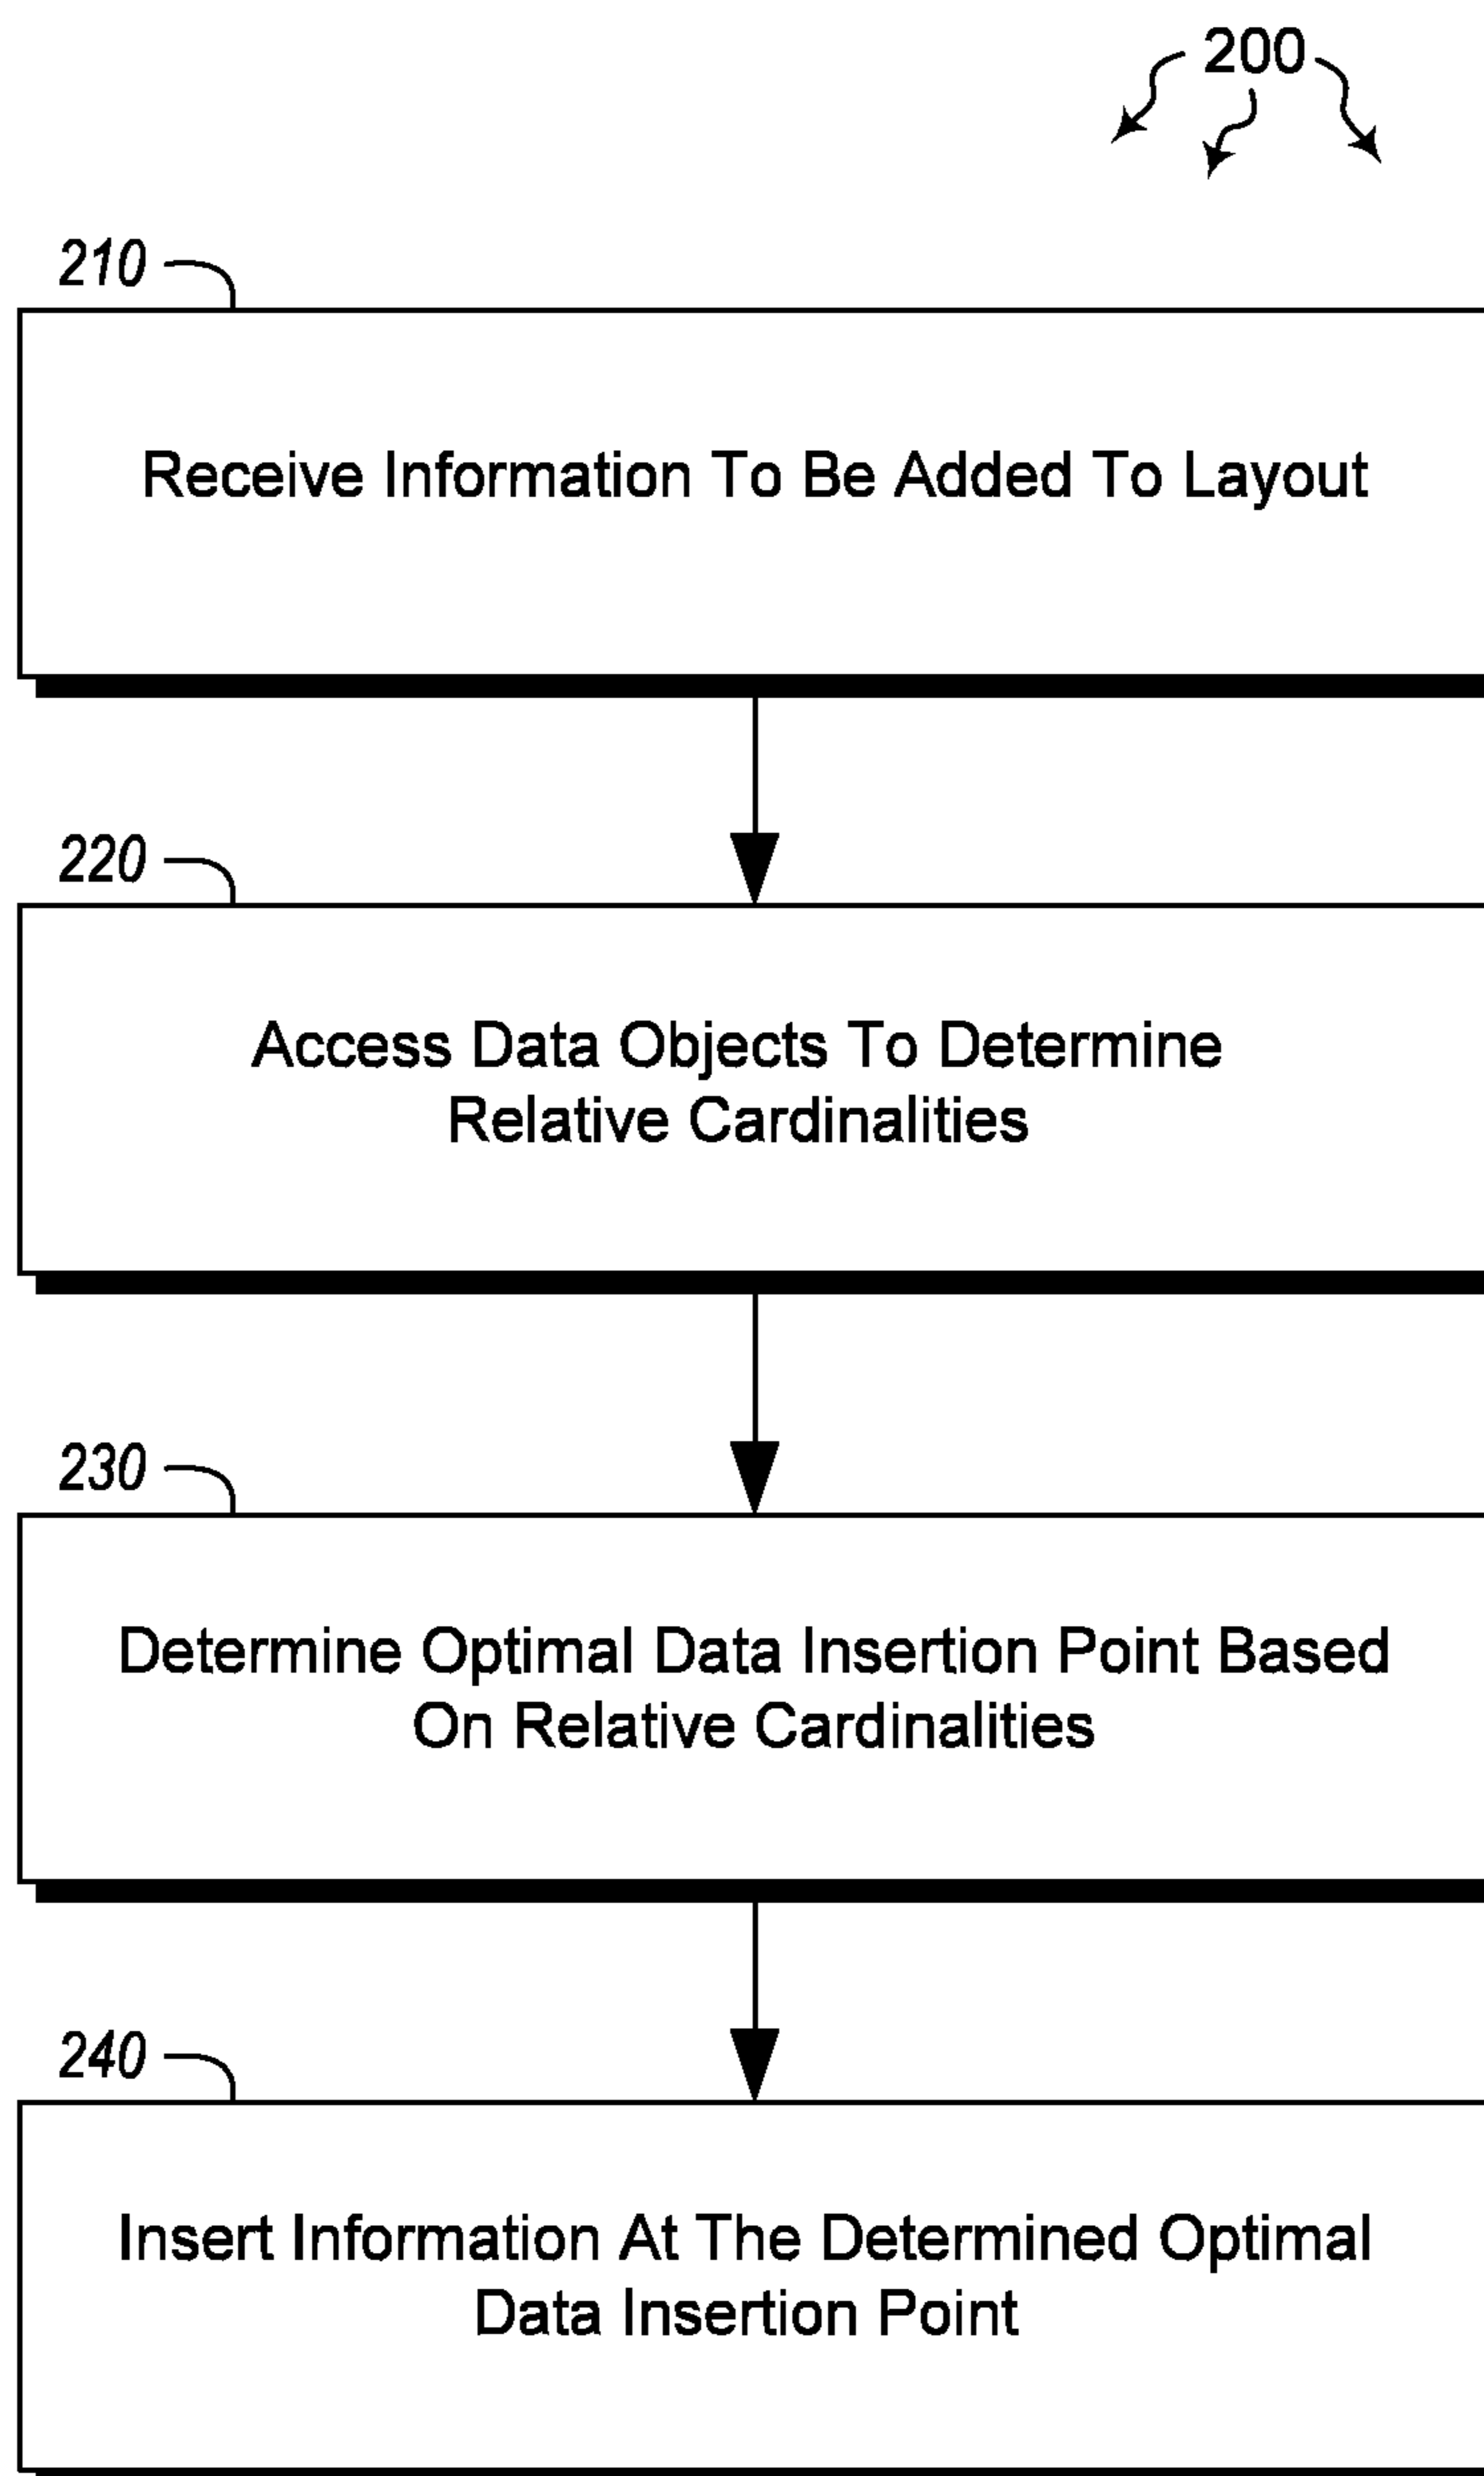 200
210
Receive Information To Be Added To Layout
220
Access Data Objects To Determine
Relative Cardinalities
230
Determine Optimal Data Insertion Point Based
On Relative Cardinalities
240
Insert Information At The Determined Optimal
Data Insertion Point